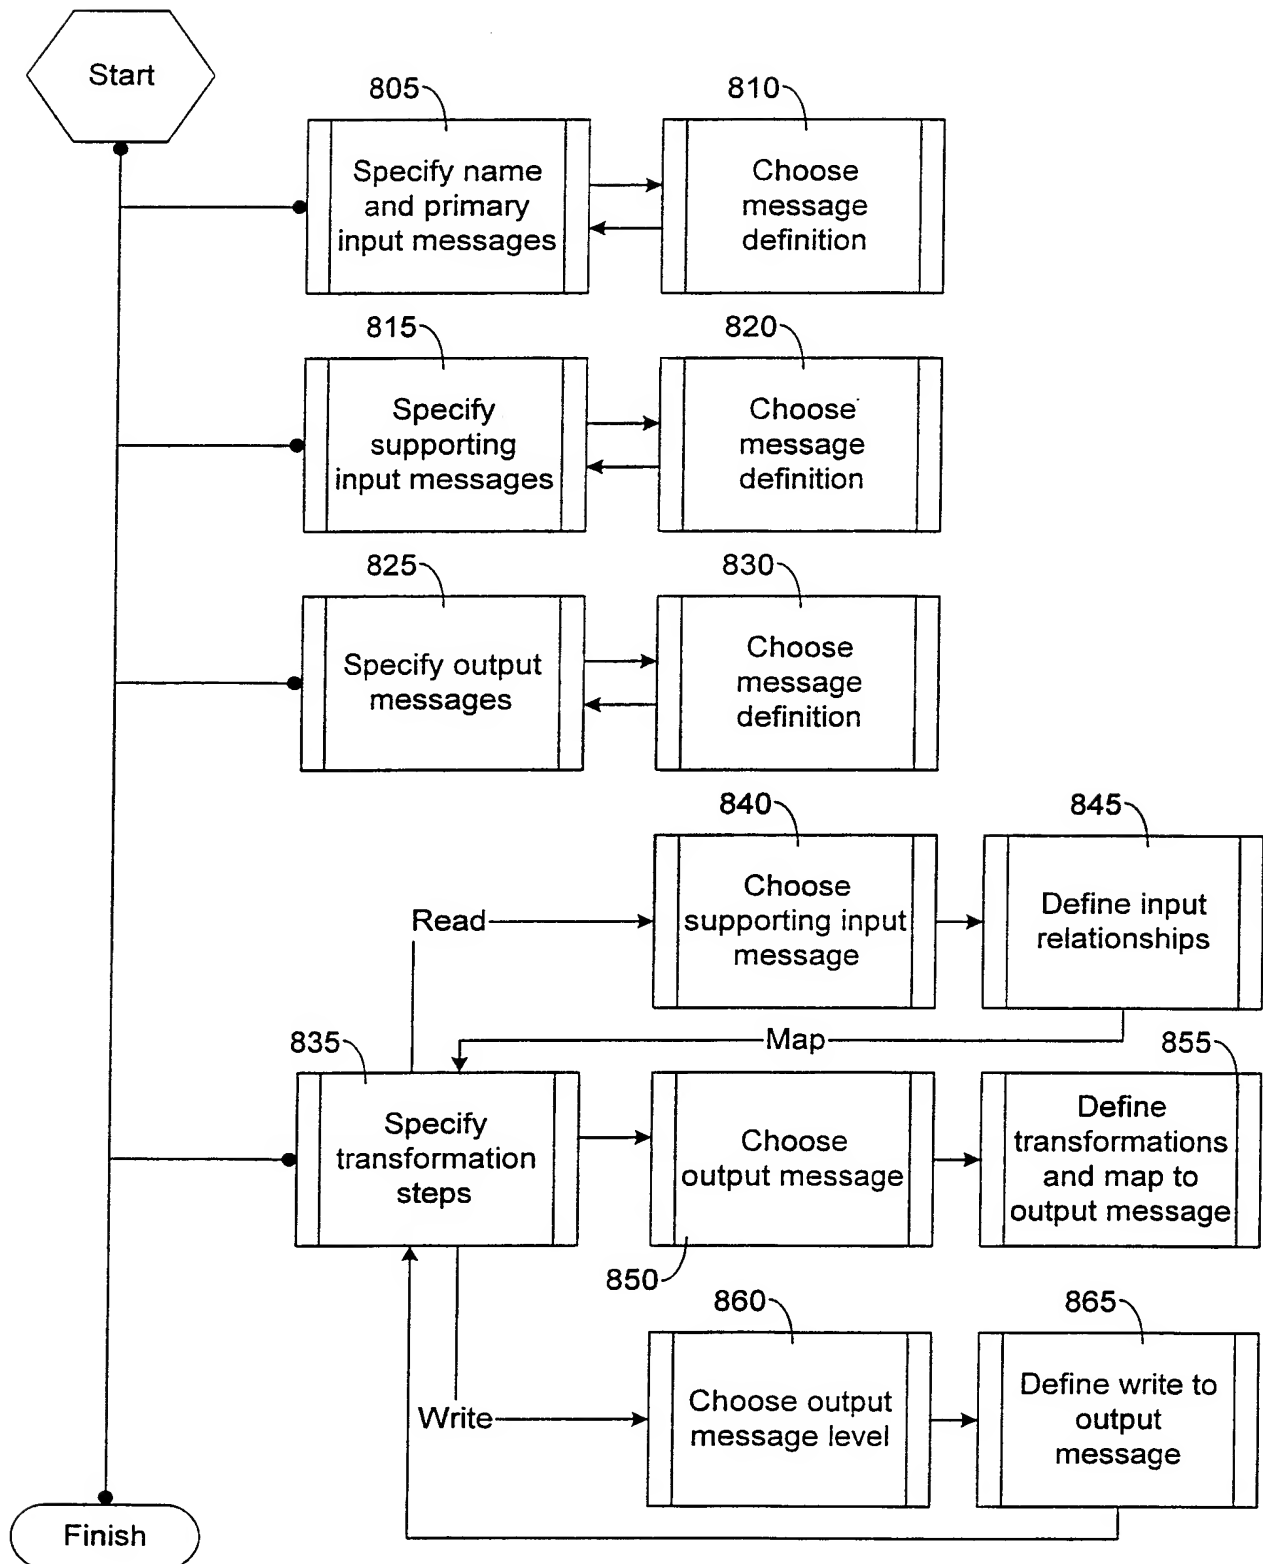 Start
805
810
Specify name
and primary
input messages
Choose
message
definition
815
820
Specify
supporting
input messages
Choose
message
definition
825
830
Specify output
messages
Choose
message
definition
840
845
Read
Choose
supporting input
message
Define input
relationships
835
Map
855
Specify
transformation
steps
Choose
output message
Define
transformations
and map to
output message
850
860
865
Write
Choose output
message level
Define write to
output
message
Finish